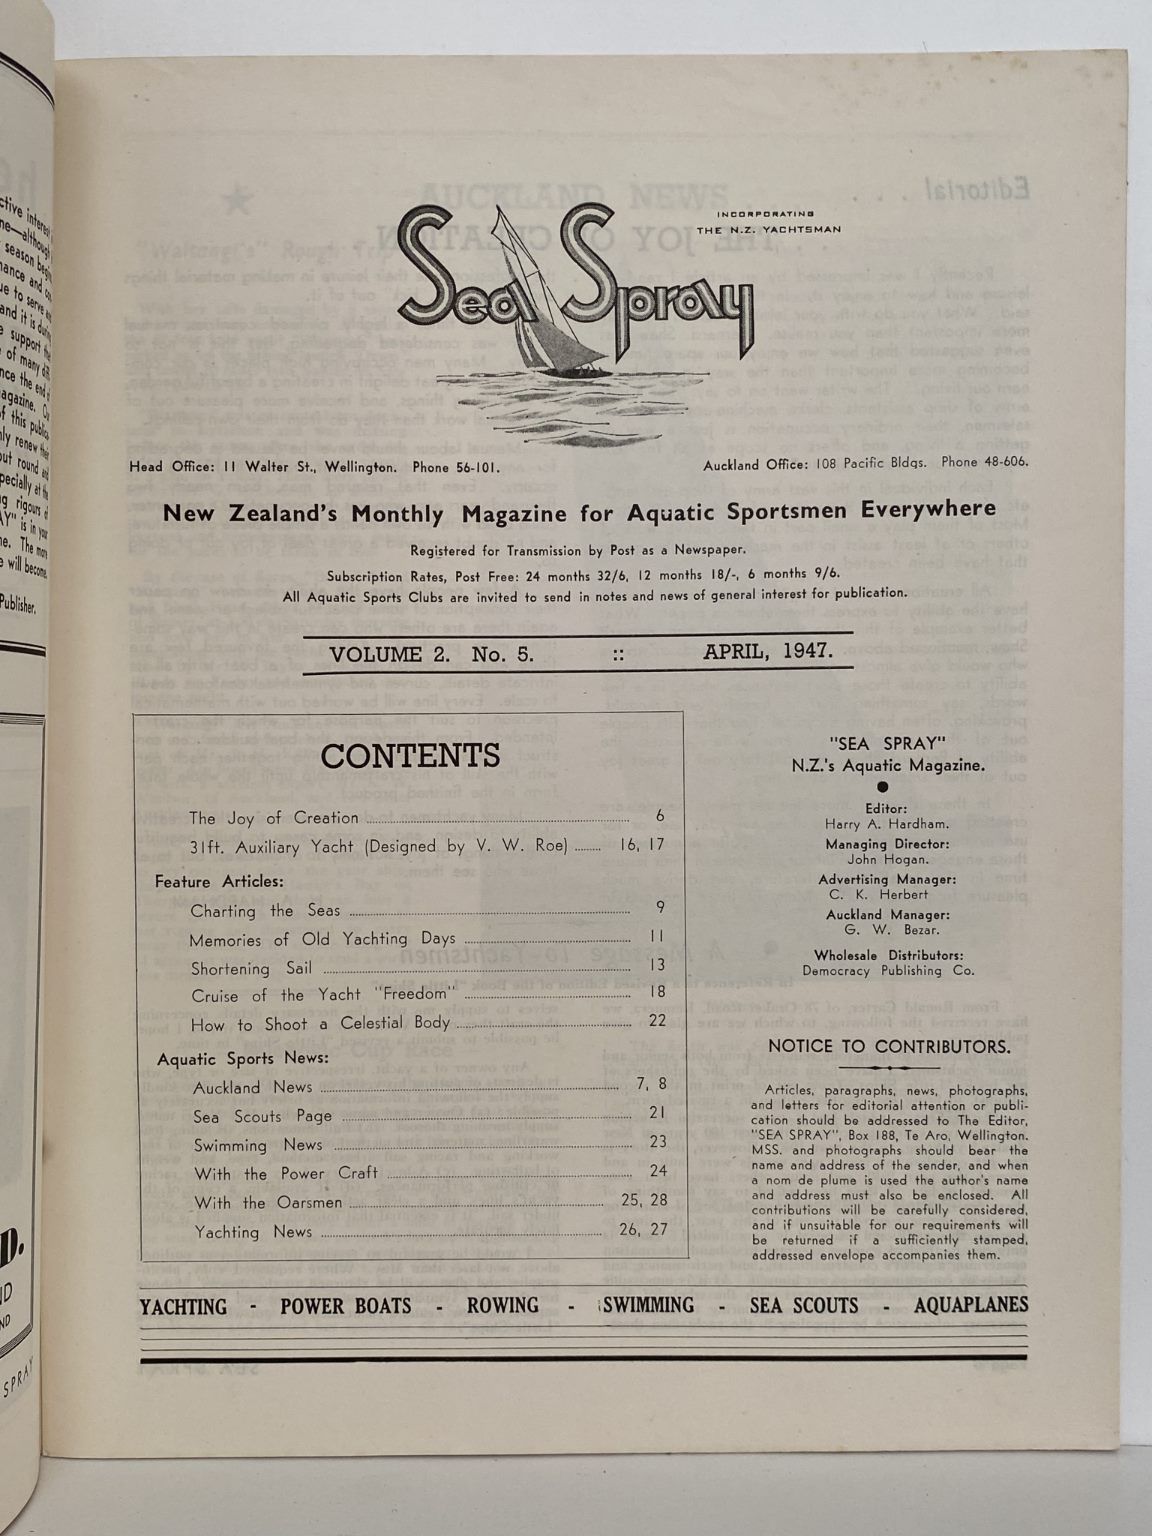 INCORPORATING
THE N.Z. YACHTSMAN
Sea Spray
Head Office: 11 Walter St., Wellington. Phone 56-101.
Auckland Office: 108 Pacific Bldgs. Phone 48-606.
New Zealand's Monthly Magazine for Aquatic Sportsmen Everywhere
Registered for Transmission by Post as a Newspaper.
Subscription Rates, Post Free: 24 months 32/6, 12 months 18/-, 6 months 9/6.
All Aquatic Sports Clubs are invited to send in notes and news of general interest for publication.
VOLUME 2. No. 5. :: APRIL, 1947.
CONTENTS
The Joy of Creation 6
31ft. Auxiliary Yacht (Designed by V. W. Roe) 16, 17
Feature Articles:
Charting the Seas 9
Memories of Old Yachting Days 11
Shortening Sail 13
Cruise of the Yacht "Freedom" 18
How to Shoot a Celestial Body 22
Aquatic Sports News:
Auckland News 7, 8
Sea Scouts Page 21
Swimming News 23
With the Power Craft 24
With the Oarsmen 25, 28
Yachting News 26, 27
"SEA SPRAY"
N.Z.'s Aquatic Magazine.
Editor:
Harry A. Hardham.
Managing Director:
John Hogan.
Advertising Manager:
C. K. Herbert
Auckland Manager:
G. W. Bezar.
Wholesale Distributors:
Democracy Publishing Co.
NOTICE TO CONTRIBUTORS.
Articles, paragraphs, news, photographs,
and letters for editorial attention or publi-
cation should be addressed to The Editor,
"SEA SPRAY", Box 188, Te Aro, Wellington.
MSS. and photographs should bear the
name and address of the sender, and when
a nom de plume is used the author's name
and address must also be enclosed. All
contributions will be carefully considered,
and if unsuitable for our requirements will
be returned if a sufficiently stamped,
addressed envelope accompanies them.
YACHTING - POWER BOATS - ROWING - SWIMMING - SEA SCOUTS - AQUAPLANES